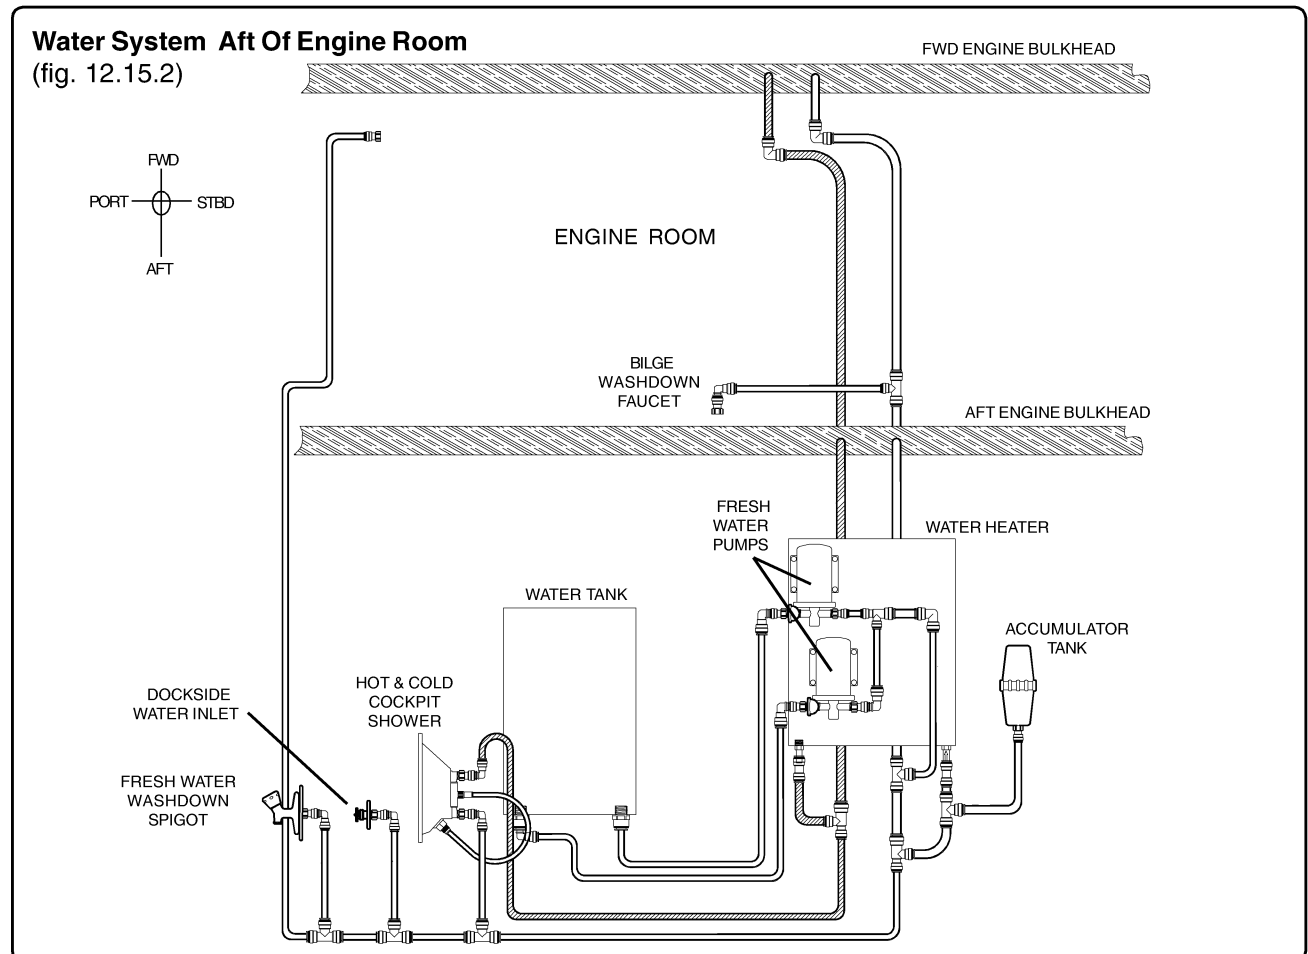 Water System Aft Of Engine Room
(fig. 12.15.2)
FWD ENGINE BULKHEAD
FWD
PORT
STBD
AFT
ENGINE ROOM
BILGE
WASHDOWN
FAUCET
AFT ENGINE BULKHEAD
FRESH
WATER
PUMPS
WATER HEATER
WATER TANK
ACCUMULATOR
TANK
HOT & COLD
COCKPIT
SHOWER
DOCKSIDE
WATER INLET
FRESH WATER
WASHDOWN
SPIGOT